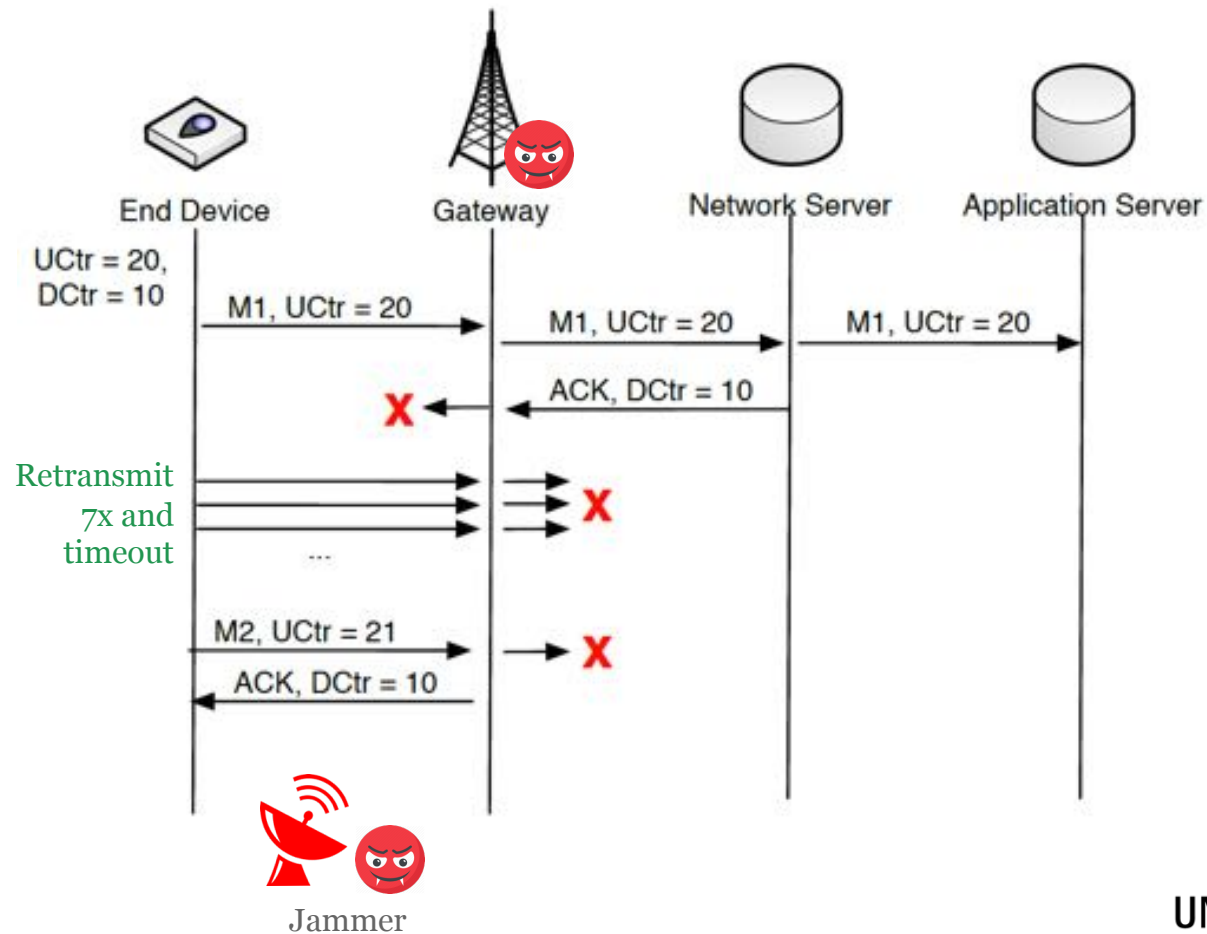 End Device
Gateway
Network Server
Application Server
UCtr = 20,
DCtr = 10
M1, UCtr = 20
M1, UCtr = 20
M1, UCtr = 20
ACK, DCtr = 10
X
Retransmit
7x and
timeout
X
...
M2, UCtr = 21
X
ACK, DCtr = 10
Jammer
UN